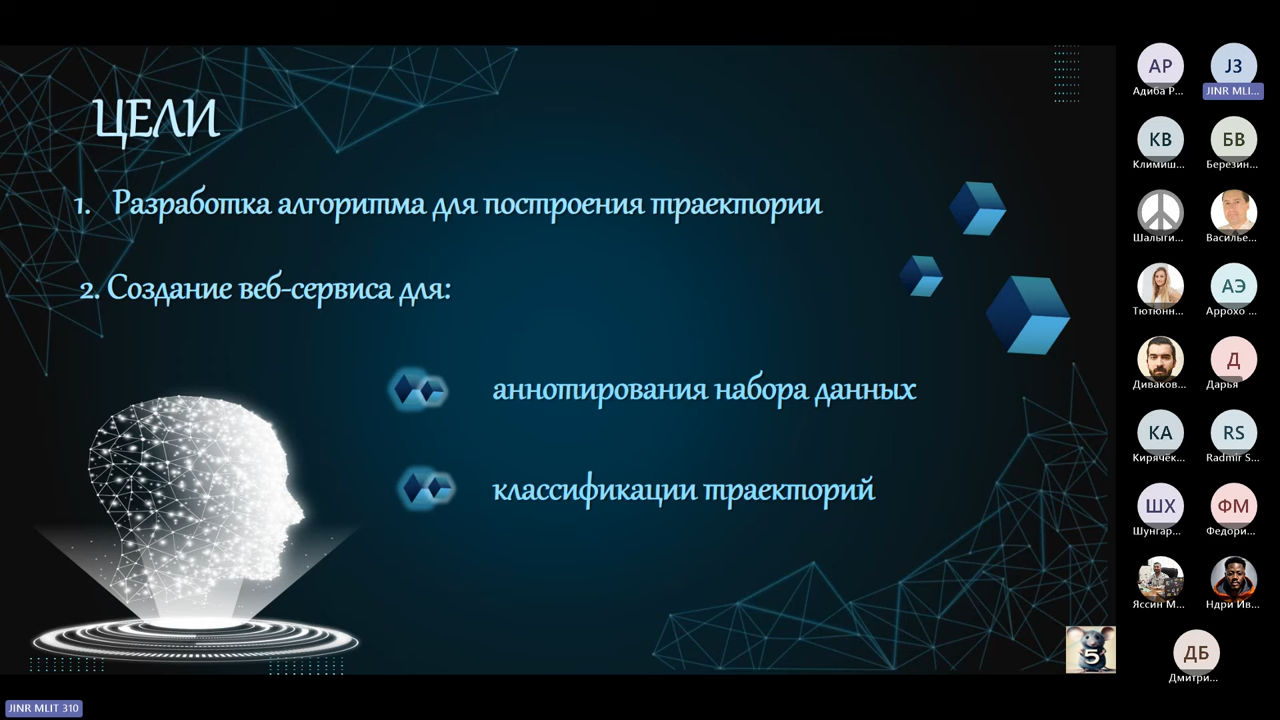 ЦЕЛИ
1. Разработка алгоритма для построения траектории
2. Создание веб-сервиса для:
аннотирования набора данных
классификации траекторий
5
АР
Адиба Р...
J3
JINR MLI...
КВ
Климиш...
БВ
Березин...
Шалыги...
Василье...
Тютюнн...
АЭ
Аррохо ...
Диваков...
Д
Дарья
КА
Кирячек...
RS
Radmir S...
ШХ
Шунгар...
ФМ
Федори...
Яссин М...
Ндри Ив...
ДБ
Дмитри...
JINR MLIT 310